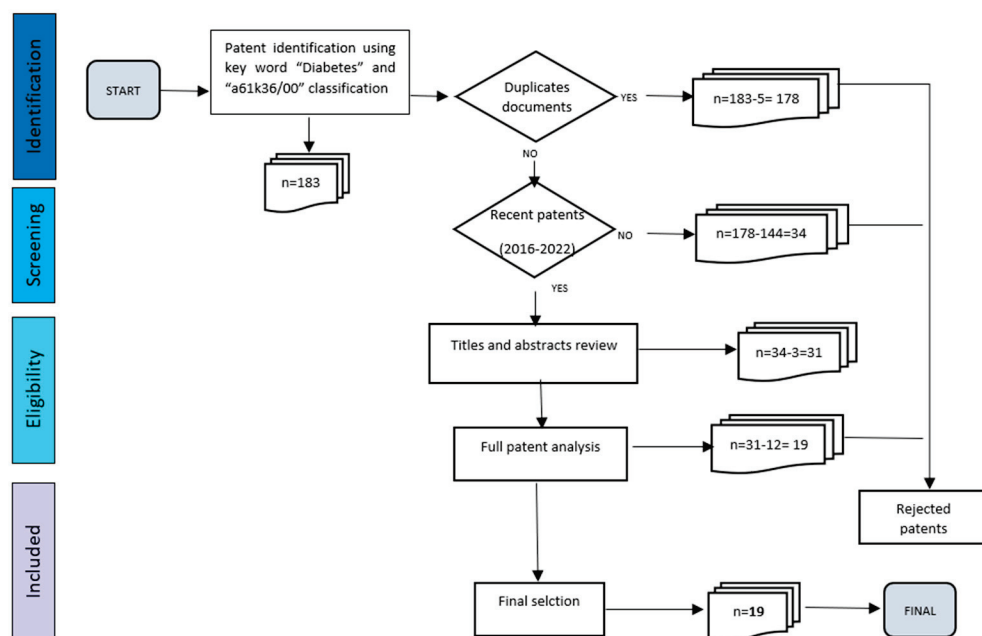 Identification
START
Patent identification using
key word “Diabetes” and
“a61k36/00” classification
Duplicates
documents
YES
n=183-5= 178
NO
n=183
Screening
Recent patents
(2016-2022)
NO
n=178-144=34
YES
Eligibility
Titles and abstracts review
n=34-3=31
Full patent analysis
n=31-12= 19
Rejected
patents
Included
Final selction
n=19
FINAL